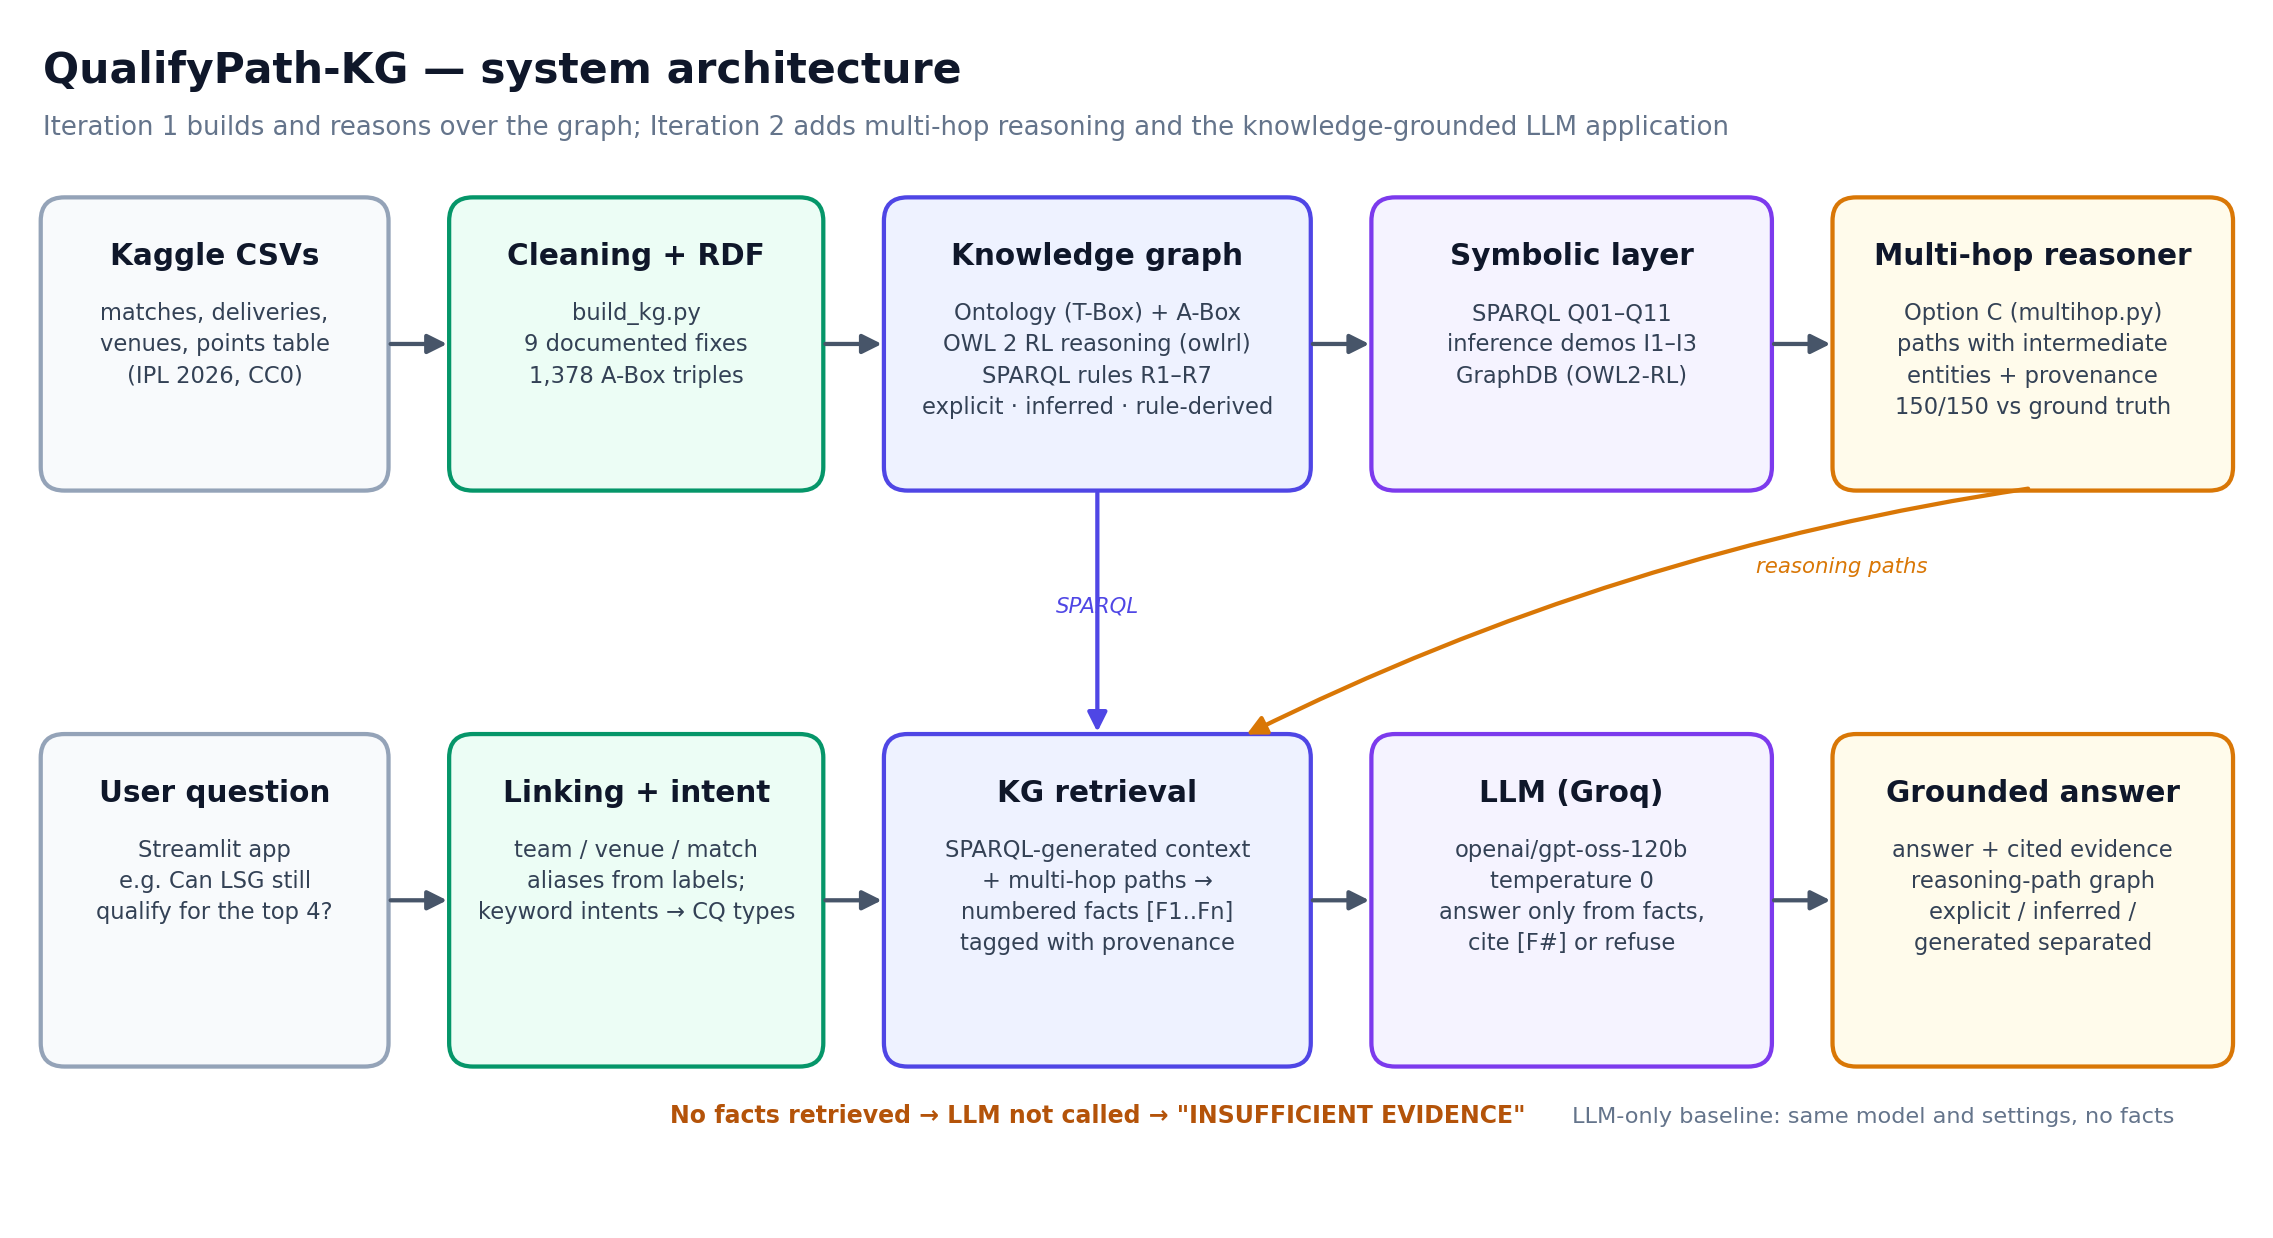 QualifyPath-KG — system architecture
Iteration 1 builds and reasons over the graph; Iteration 2 adds multi-hop reasoning and the knowledge-grounded LLM application
Kaggle CSVs
matches, deliveries,
venues, points table
(IPL 2026, CC0)
Cleaning + RDF
build_kg.py
9 documented fixes
1,378 A-Box triples
Knowledge graph
Ontology (T-Box) + A-Box
OWL 2 RL reasoning (owlrl)
SPARQL rules R1–R7
explicit · inferred · rule-derived
Symbolic layer
SPARQL Q01–Q11
inference demos I1–I3
GraphDB (OWL2-RL)
Multi-hop reasoner
Option C (multihop.py)
paths with intermediate
entities + provenance
150/150 vs ground truth
SPARQL
reasoning paths
User question
Streamlit app
e.g. Can LSG still
qualify for the top 4?
Linking + intent
team / venue / match
aliases from labels;
keyword intents → CQ types
KG retrieval
SPARQL-generated context
+ multi-hop paths →
numbered facts [F1..Fn]
tagged with provenance
LLM (Groq)
openai/gpt-oss-120b
temperature 0
answer only from facts,
cite [F#] or refuse
Grounded answer
answer + cited evidence
reasoning-path graph
explicit / inferred /
generated separated
No facts retrieved → LLM not called → "INSUFFICIENT EVIDENCE"
LLM-only baseline: same model and settings, no facts